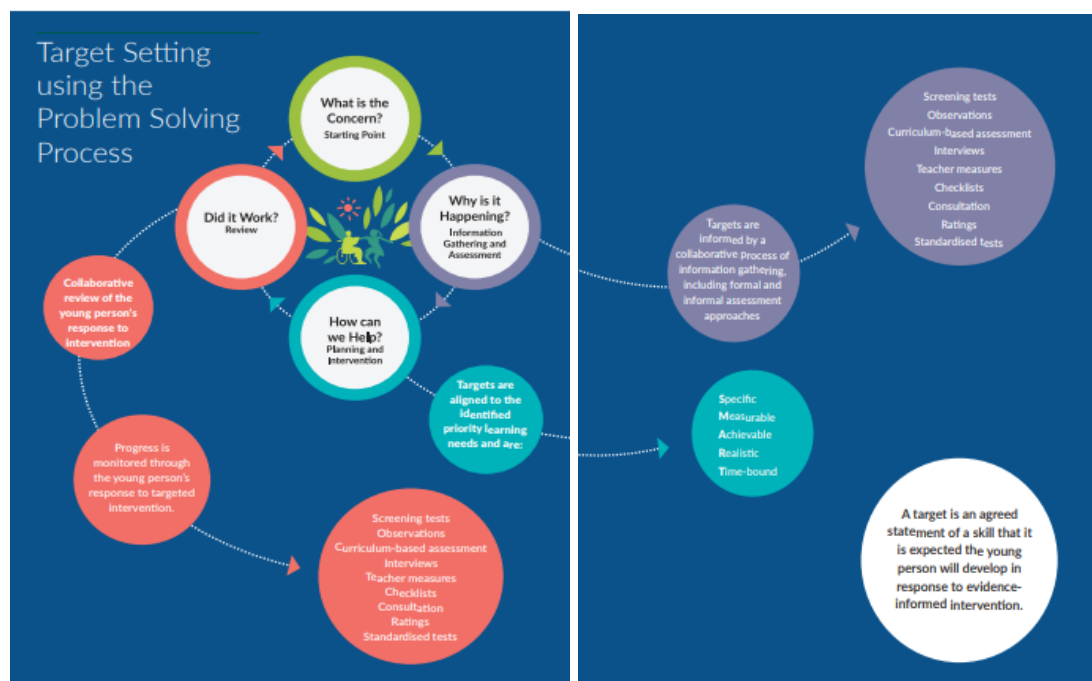 Target Setting
using the
Problem Solving
Process
What is the
Concern?
Starting Point
Why is it
Happening?
Information
Gathering and
Assessment
How can
we Help?
Planning and
Intervention
Did it Work?
Review
Collaborative
review of the
young person's
response to
intervention
Progress is
monitored through
the young person's
response to targeted
intervention.
Screening tests
Observations
Curriculum-based assessment
Interviews
Teacher measures
Checklists
Consultation
Ratings
Standardised tests
Targets are
aligned to the
identified
priority learning
needs and are:
Specific
Measurable
Achievable
Realistic
Time-bound
Targets are
informed by a
collaborative process of
information gathering,
including formal and
informal assessment
approaches
Screening tests
Observations
Curriculum-based assessment
Interviews
Teacher measures
Checklists
Consultation
Ratings
Standardised tests
A target is an agreed
statement of a skill that it
is expected the young
person will develop in
response to evidence-
informed intervention.